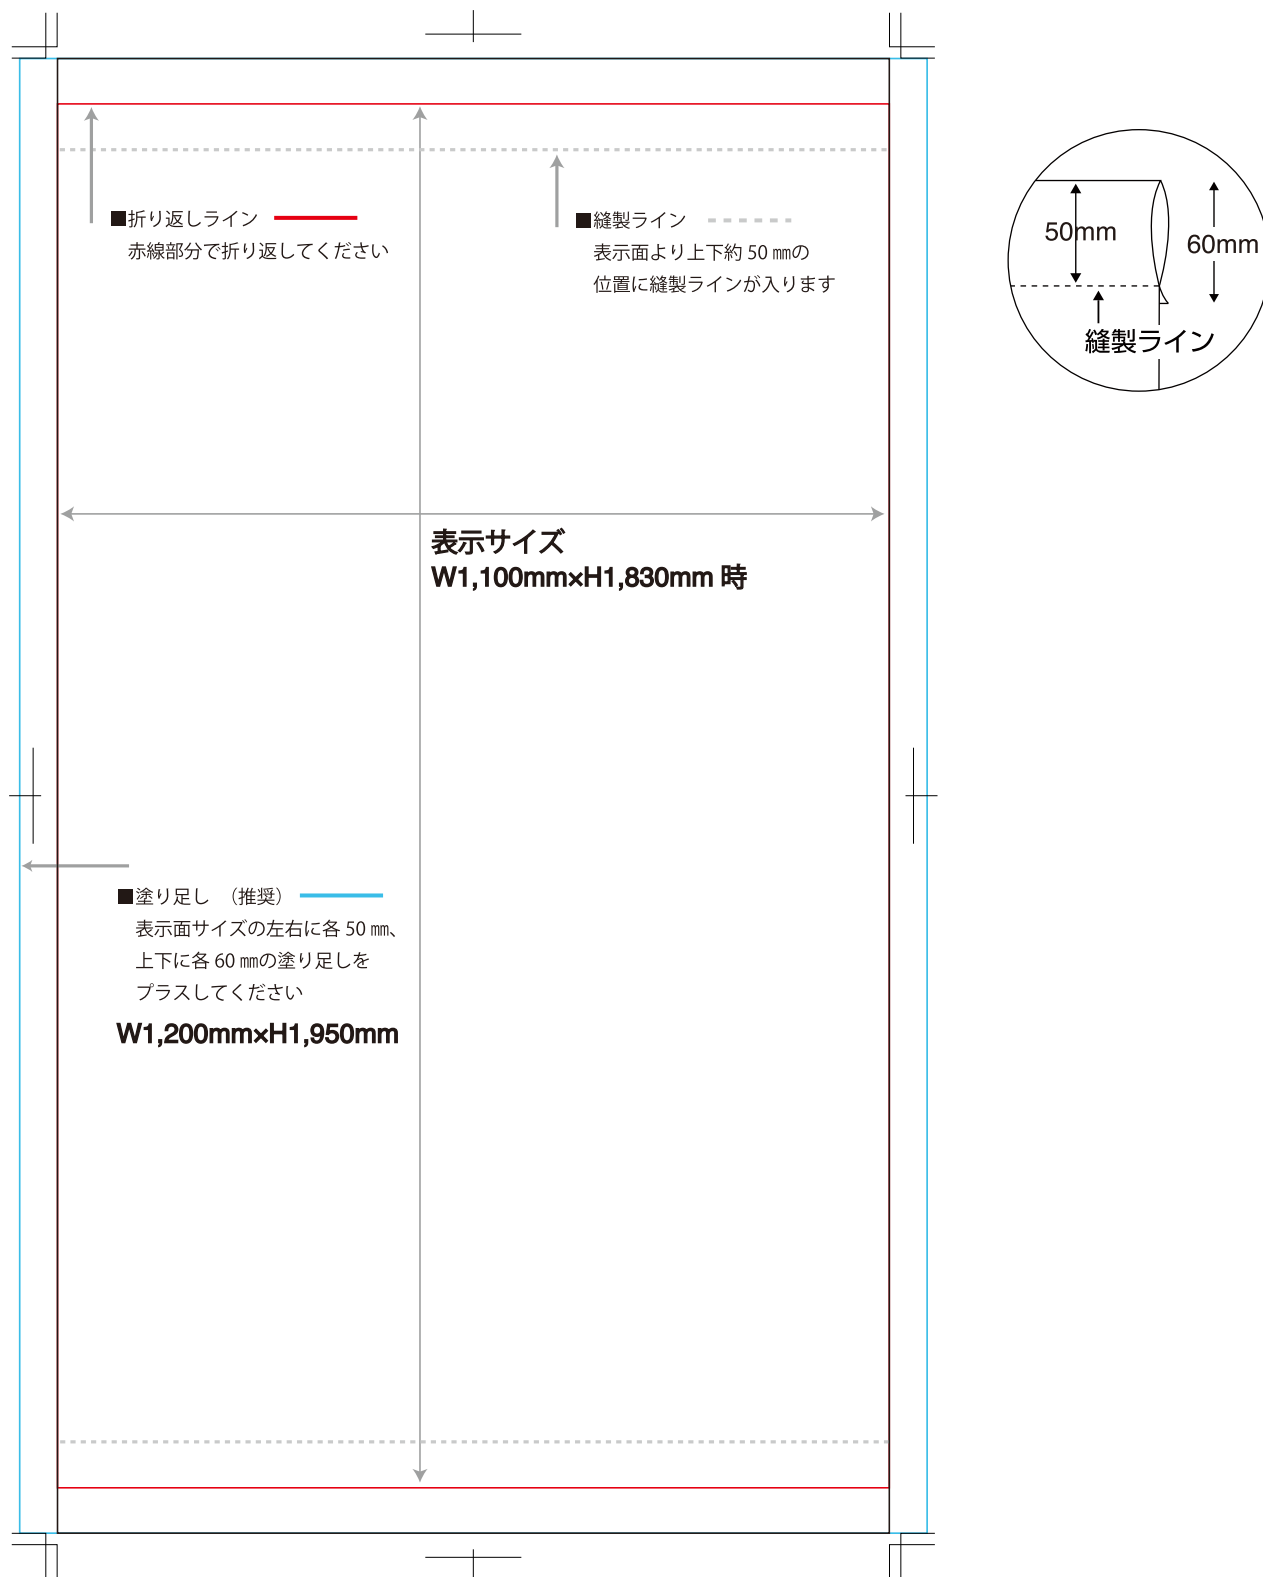 ■折り返しライン
赤線部分で折り返してください
■縫製ライン
表示面より上下約 50 ㎜の
位置に縫製ラインが入ります
50mm
60mm
縫製ライン
表示サイズ
W1,100mm×H1,830mm 時
■塗り足し （推奨）
表示面サイズの左右に各 50 ㎜、
上下に各 60 ㎜の塗り足しを
プラスしてください
W1,200mm×H1,950mm